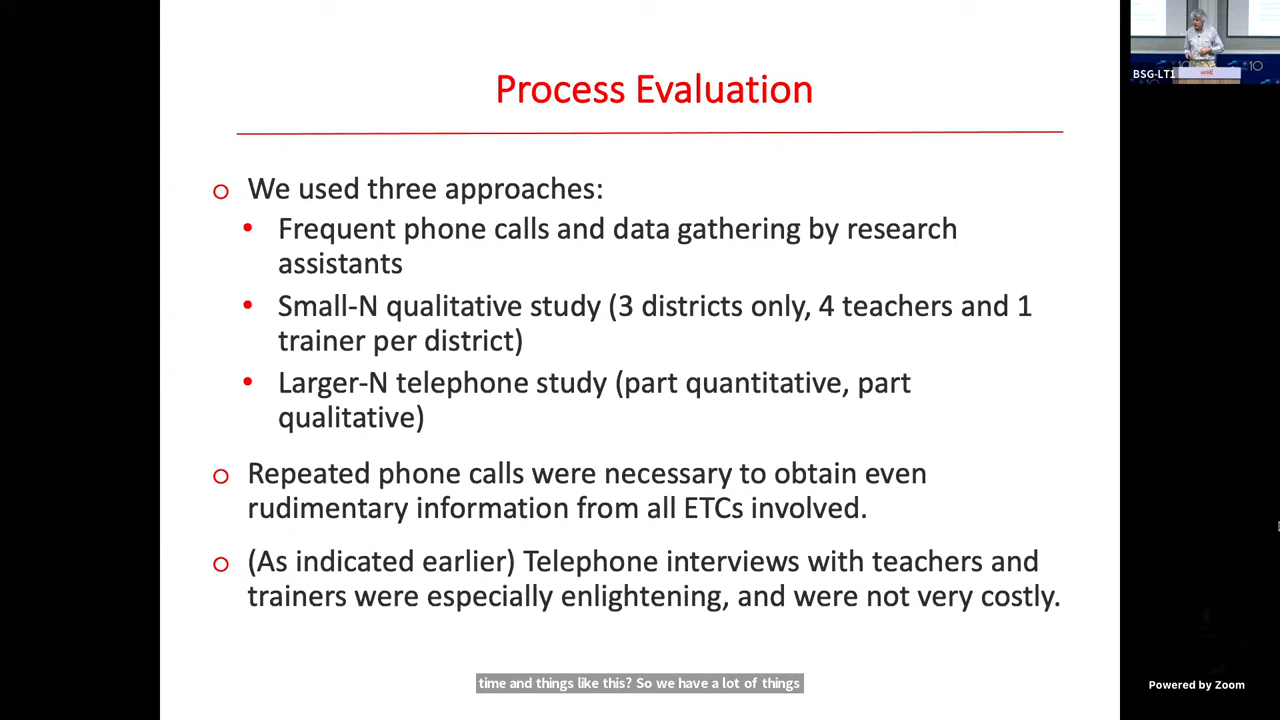 Process Evaluation
We used three approaches:
Frequent phone calls and data gathering by research
assistants
Small-N qualitative study (3 districts only, 4 teachers and 1
trainer per district)
Larger-N telephone study (part quantitative, part
qualitative)
Repeated phone calls were necessary to obtain even
rudimentary information from all ETCs involved.
(As indicated earlier) Telephone interviews with teachers and
trainers were especially enlightening, and were not very costly.
time and things like this? So we have a lot of things
BSG-LT1
10
Powered by Zoom